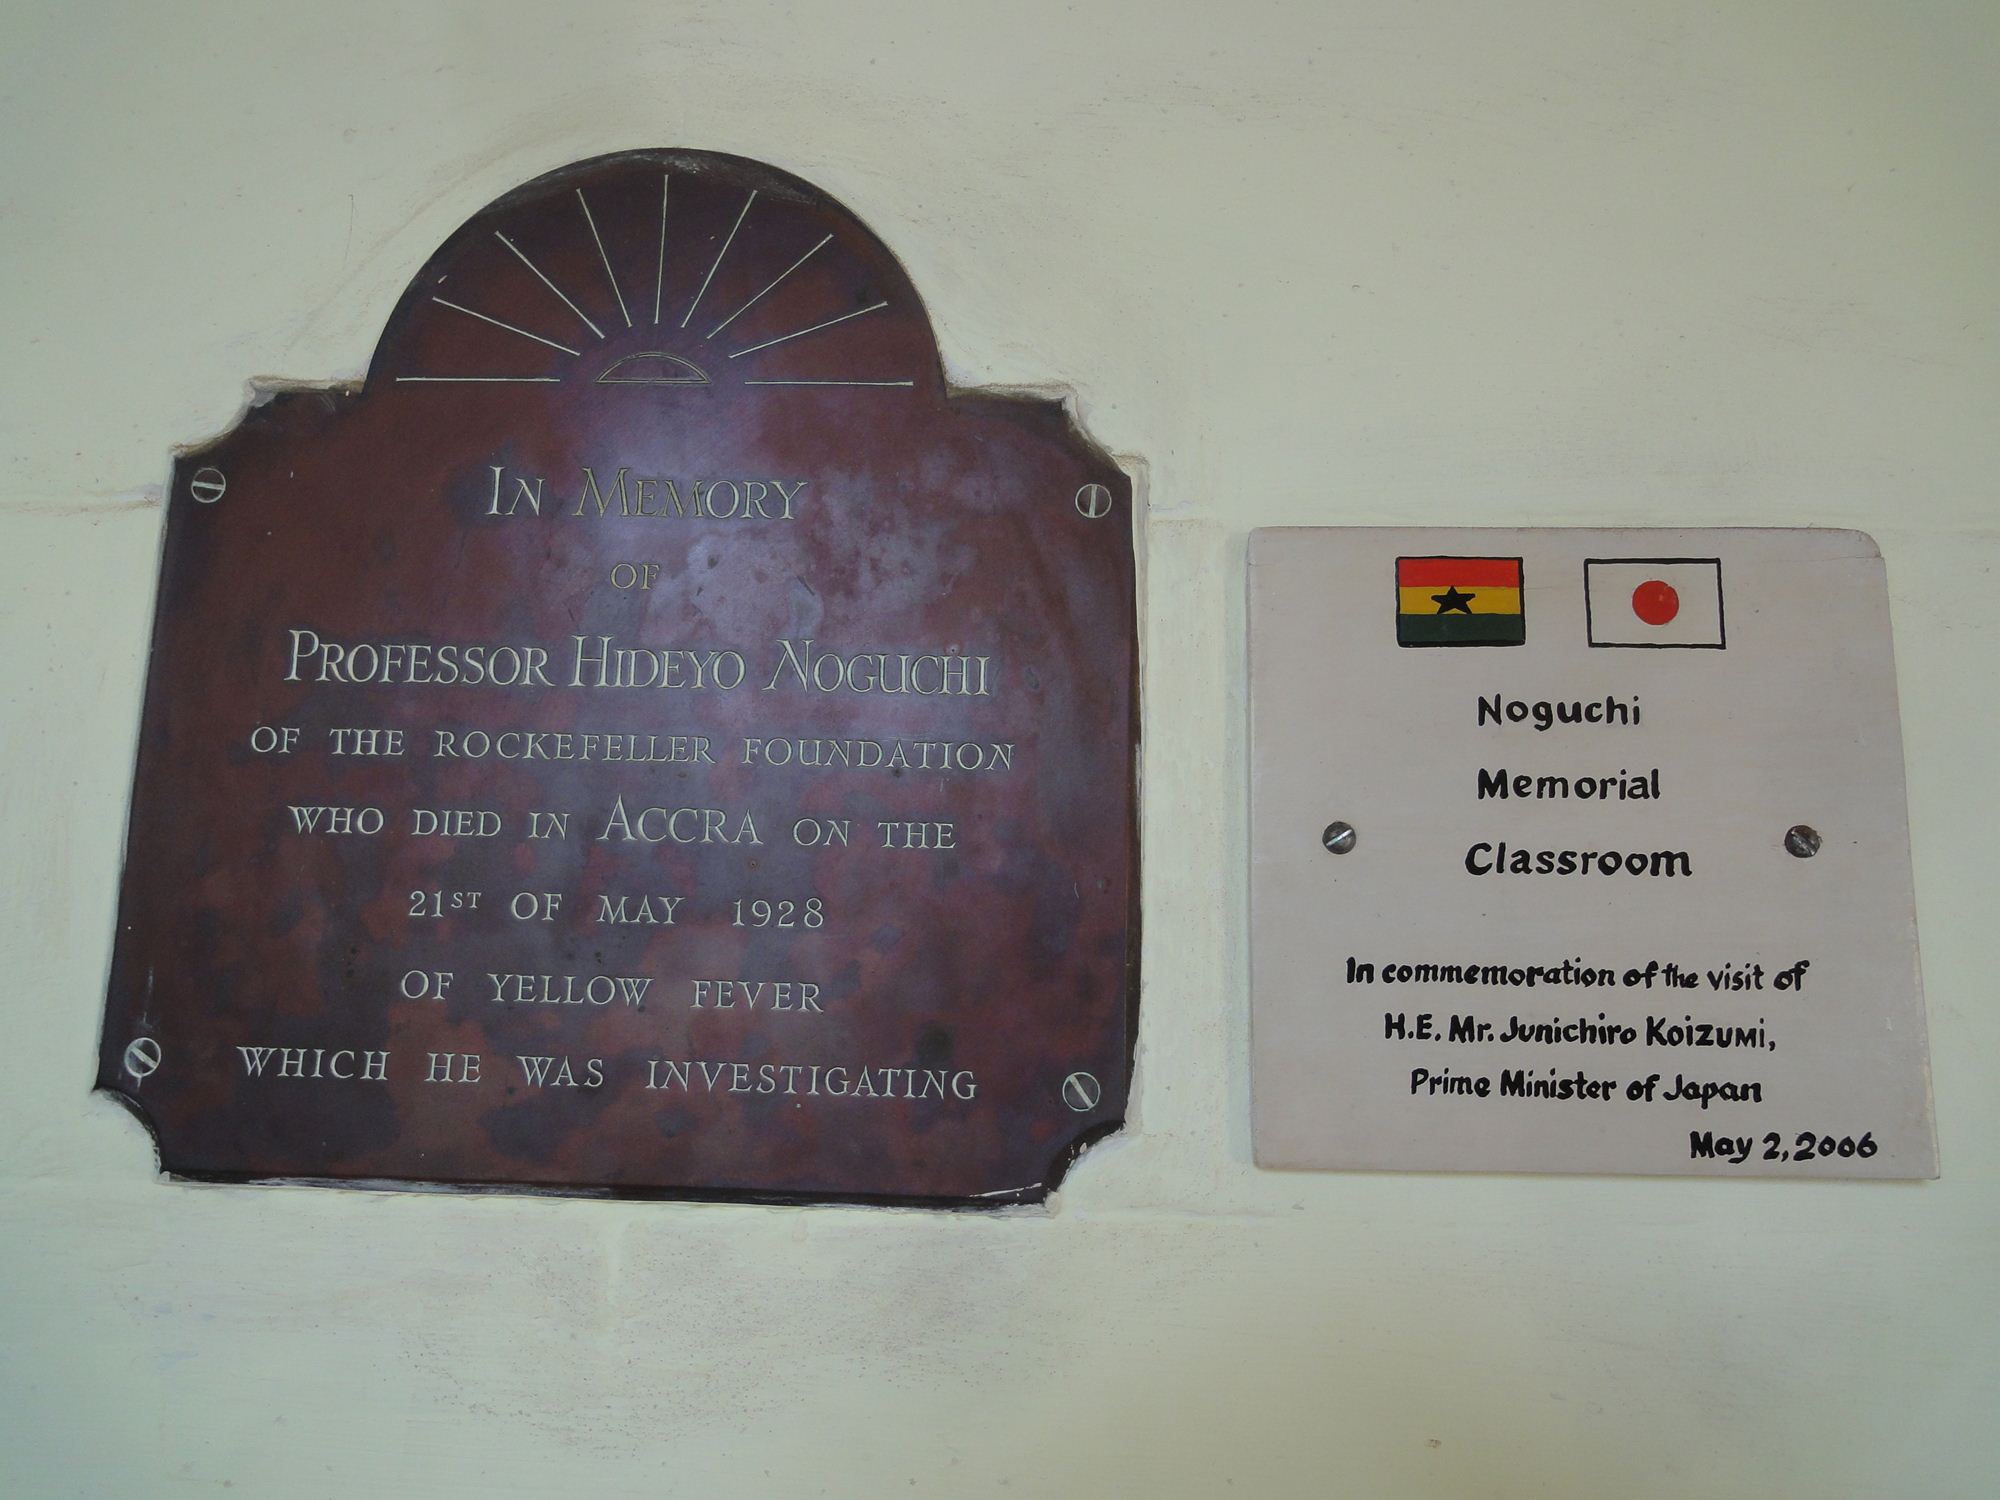 IN MEMORY
OF
PROFESSOR HIDEYO NOGUCHI
OF THE ROCKEFELLER FOUNDATION
WHO DIED IN ACCRA ON THE
21ST OF MAY 1928
OF YELLOW FEVER
WHICH HE WAS INVESTIGATING
Noguchi
Memorial
Classroom
In commemoration of the visit of
H.E. Mr. Junichiro Koizumi,
Prime Minister of Japan
May 2, 2006